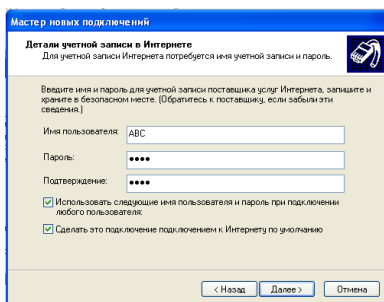 Мастер новых подключений
Детали учетной записи в Интернете
Для учетной записи Интернета потребуется имя учетной записи и пароль.
Введите имя и пароль для учетной записи поставщика услуг Интернета, запишите и
храните в безопасном месте. (Обратитесь к поставщику, если забыли эти
сведения.)
Имя пользователя: ABC
Пароль: ••••
Подтверждение: ••••
Использовать следующие имя пользователя и пароль при подключении
любого пользователя:
Сделать это подключение подключением к Интернету по умолчанию
< Назад Далее > Отмена